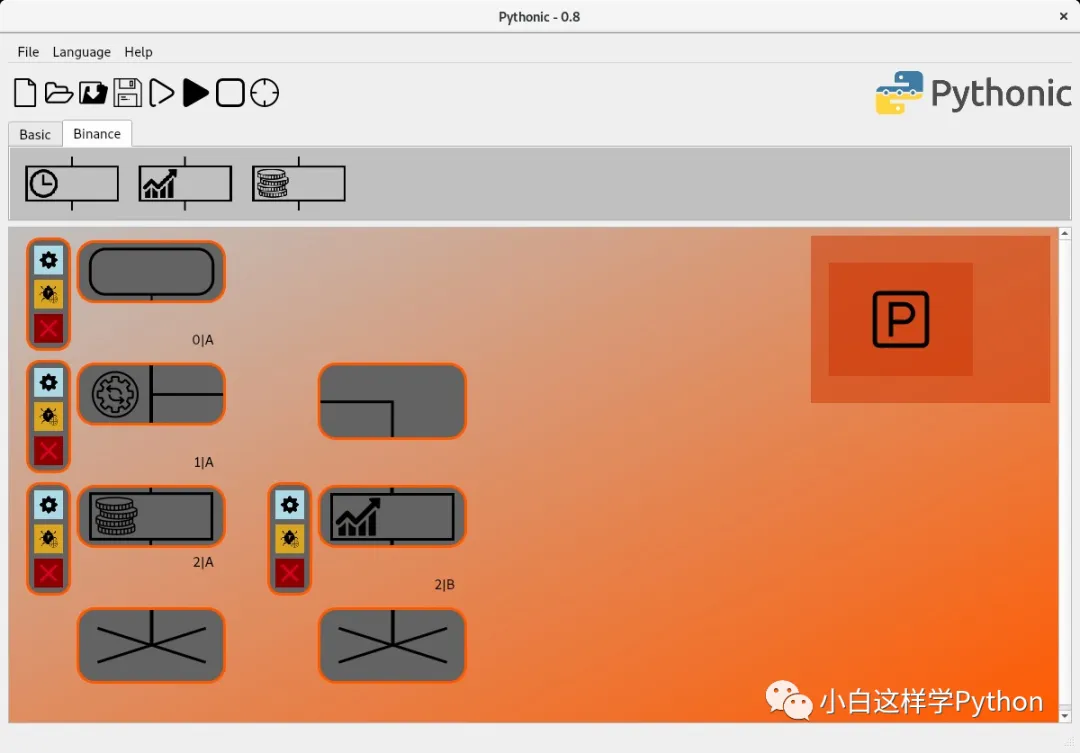 Pythonic - 0.8
File Language Help
Pythonic
Basic Binance
0|A
P
1|A
2|A
2|B
小白这样学Python